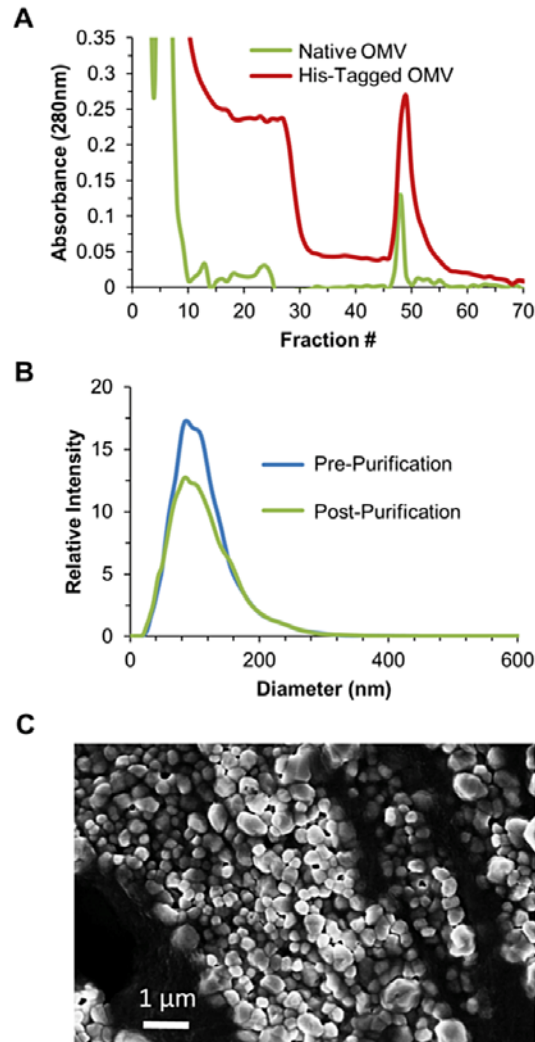 A
0.35
0.3
0.25
0.2
0.15
0.1
0.05
0
Absorbance (280nm)
Native OMV
His-Tagged OMV
0 10 20 30 40 50 60 70
Fraction #
B
20
15
10
5
0
Relative Intensity
Pre-Purification
Post-Purification
0 200 400 600
Diameter (nm)
C
1 μm